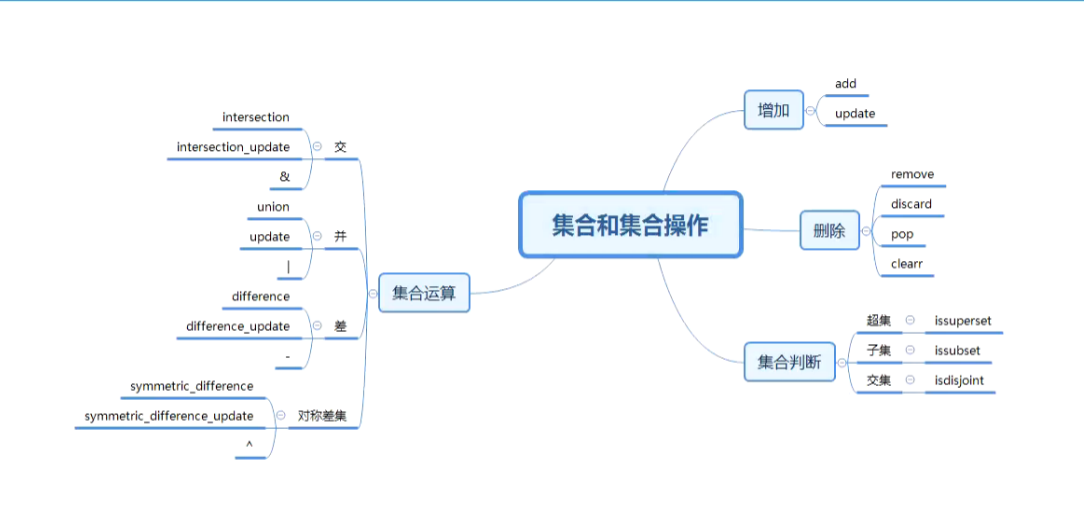 集合和集合操作
增加
add
update
删除
remove
discard
pop
clearr
集合判断
超集
issuperset
子集
issubset
交集
isdisjoint
集合运算
交
intersection
intersection_update
&
并
union
update
|
差
difference
difference_update
-
对称差集
symmetric_difference
symmetric_difference_update
^